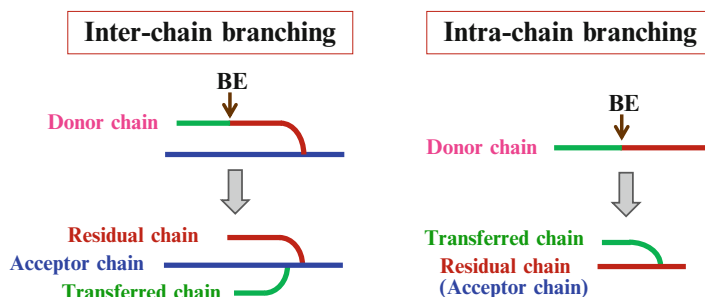 Inter-chain branching
BE
Donor chain
Residual chain
Acceptor chain
Transferred chain
Intra-chain branching
BE
Donor chain
Transferred chain
Residual chain
(Acceptor chain)